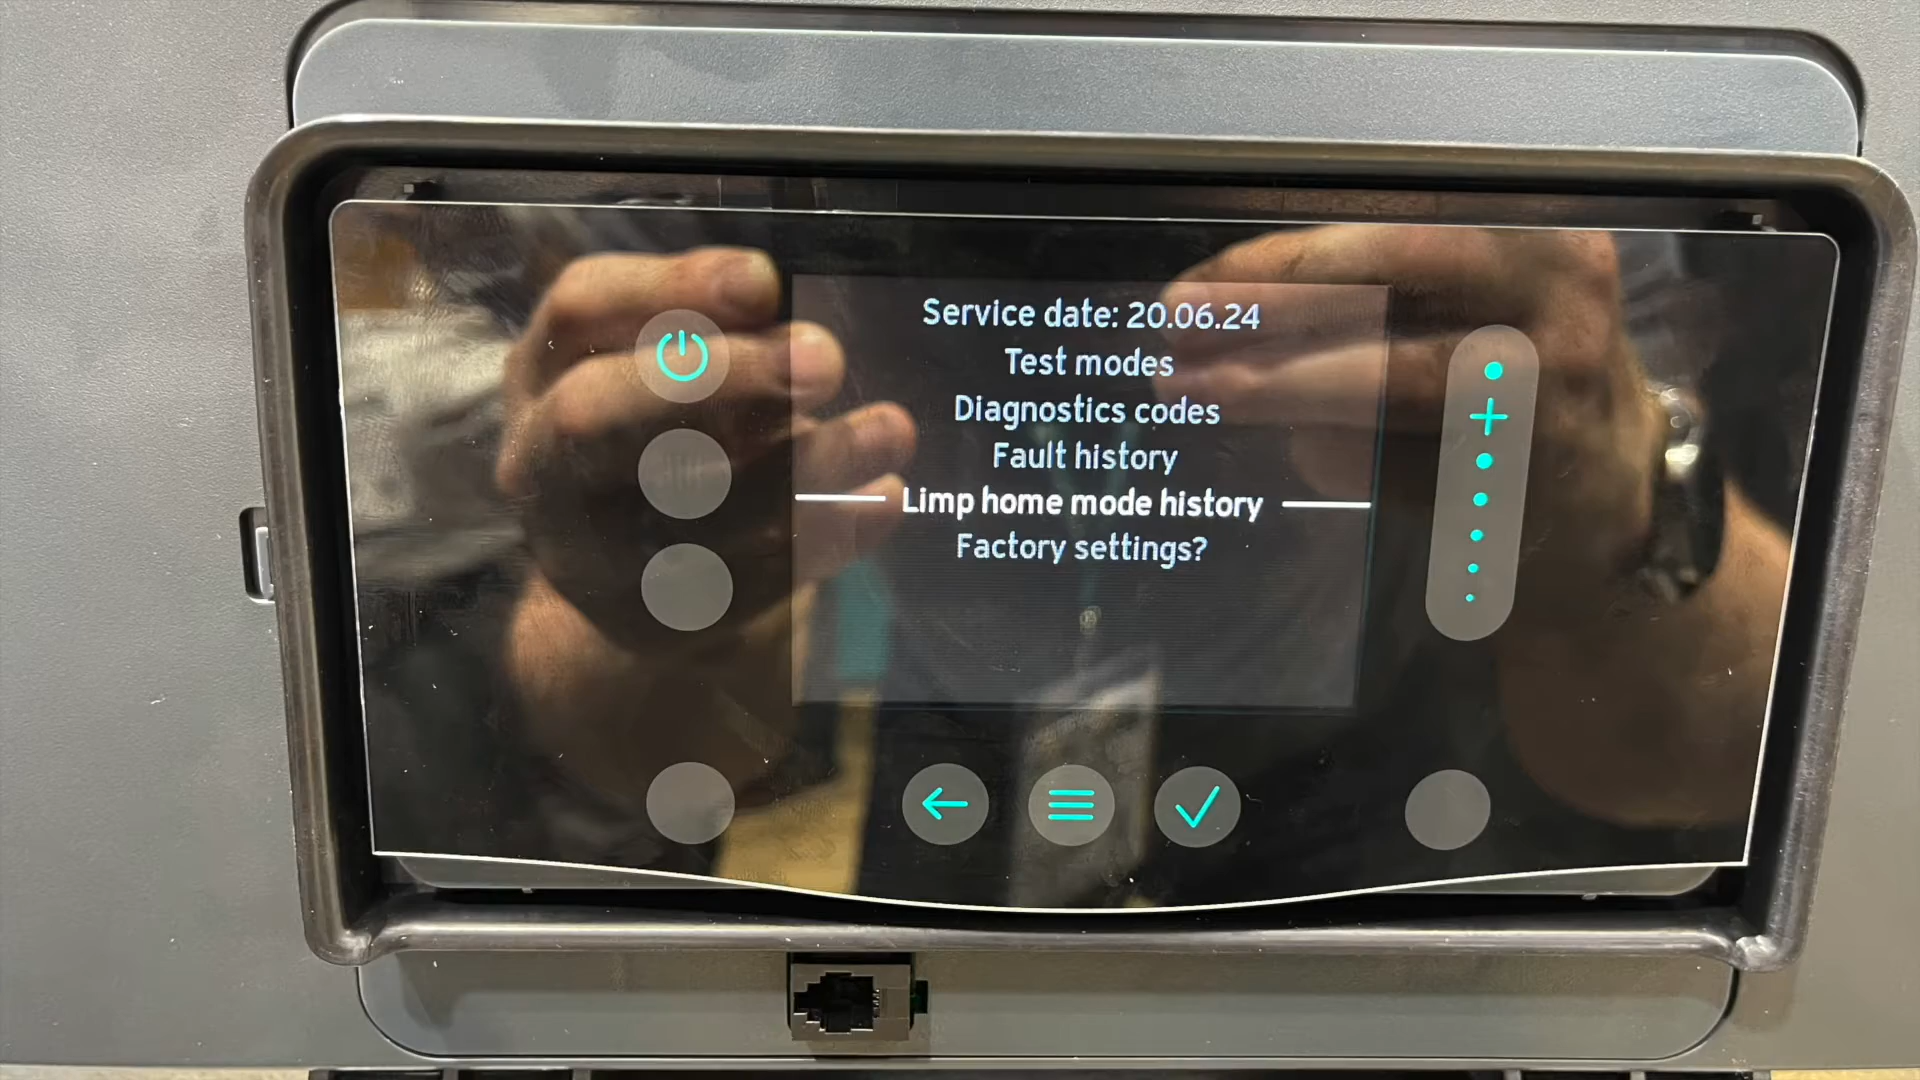 Service date: 20.06.24
Test modes
Diagnostics codes
Fault history
Limp home mode history
Factory settings?